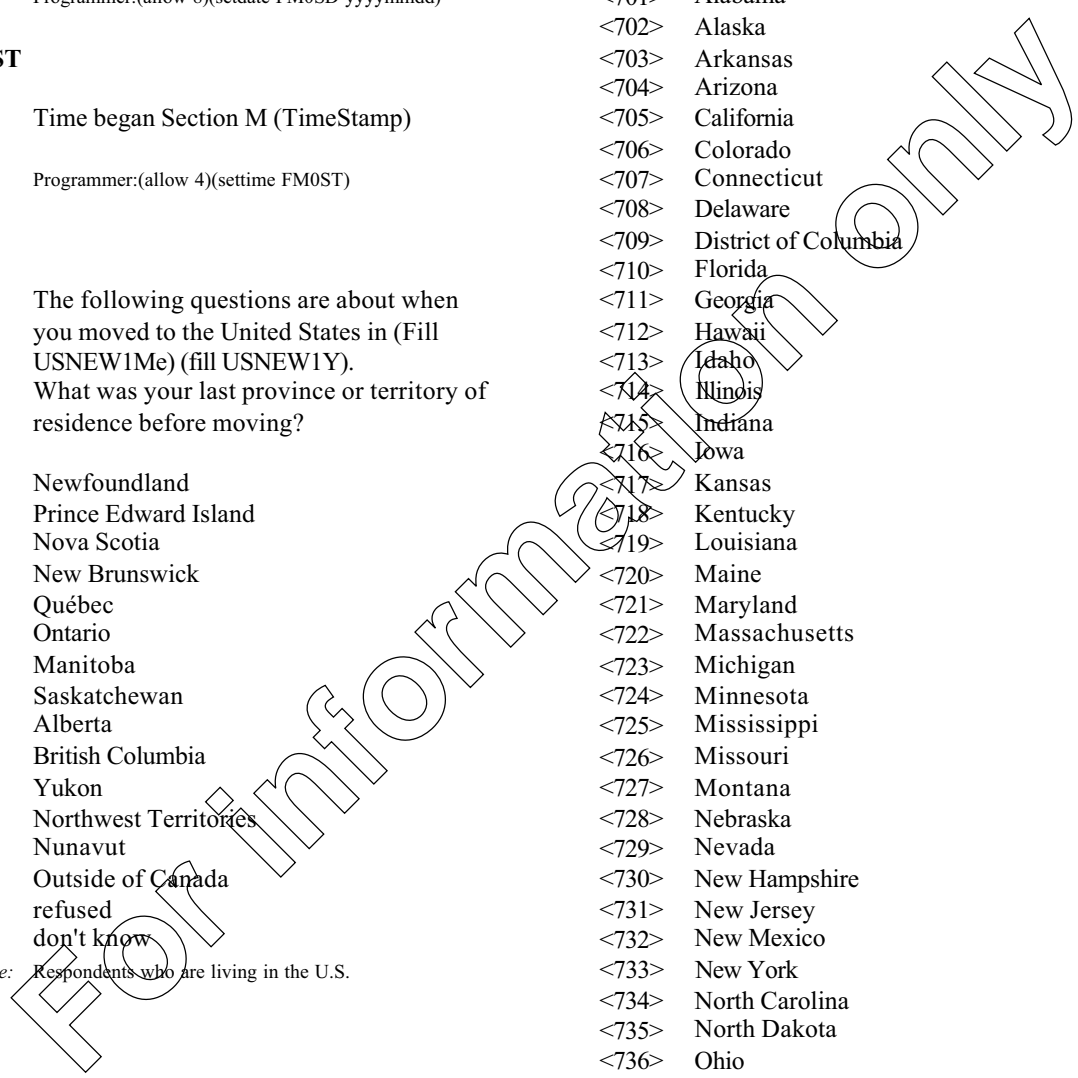 Programmer:(allow 8)(setdate FM0SD yyyymmdd)
ST
Time began Section M (TimeStamp)
Programmer:(allow 4)(settime FM0ST)
The following questions are about when
you moved to the United States in (Fill
USNEW1Me) (fill USNEW1Y).
What was your last province or territory of
residence before moving?
Newfoundland
Prince Edward Island
Nova Scotia
New Brunswick
Québec
Ontario
Manitoba
Saskatchewan
Alberta
British Columbia
Yukon
Northwest Territories
Nunavut
Outside of Canada
refused
don't know
e: Respondents who are living in the U.S.
<701> Alabama
<702> Alaska
<703> Arkansas
<704> Arizona
<705> California
<706> Colorado
<707> Connecticut
<708> Delaware
<709> District of Columbia
<710> Florida
<711> Georgia
<712> Hawaii
<713> Idaho
<714> Illinois
<715> Indiana
<716> Iowa
<717> Kansas
<718> Kentucky
<719> Louisiana
<720> Maine
<721> Maryland
<722> Massachusetts
<723> Michigan
<724> Minnesota
<725> Mississippi
<726> Missouri
<727> Montana
<728> Nebraska
<729> Nevada
<730> New Hampshire
<731> New Jersey
<732> New Mexico
<733> New York
<734> North Carolina
<735> North Dakota
<736> Ohio
For information only